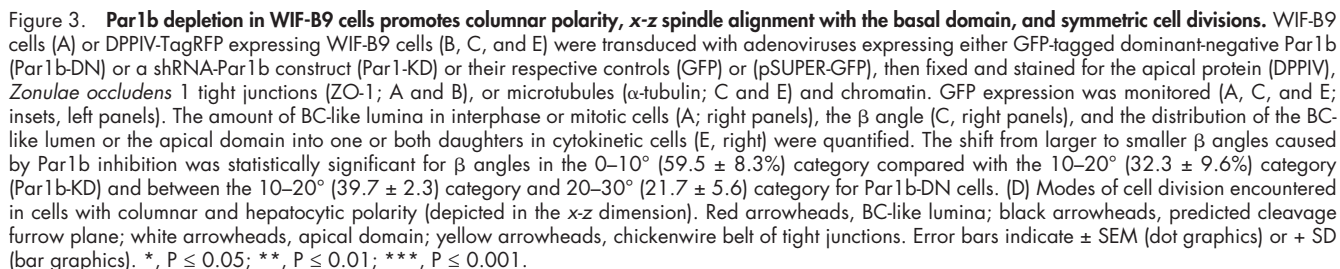 Figure 3. Par1b depletion in WIF-B9 cells promotes columnar polarity, x-z spindle alignment with the basal domain, and symmetric cell divisions. WIF-B9
cells (A) or DPPIV-TagRFP expressing WIF-B9 cells (B, C, and E) were transduced with adenoviruses expressing either GFP-tagged dominant-negative Par1b
(Par1b-DN) or a shRNA-Par1b construct (Par1-KD) or their respective controls (GFP) or (pSUPER-GFP), then fixed and stained for the apical protein (DPPIV),
Zonulae occludens 1 tight junctions (ZO-1; A and B), or microtubules (α-tubulin; C and E) and chromatin. GFP expression was monitored (A, C, and E;
insets, left panels). The amount of BC-like lumina in interphase or mitotic cells (A; right panels), the β angle (C, right panels), and the distribution of the BC-
like lumen or the apical domain into one or both daughters in cytokinetic cells (E, right) were quantified. The shift from larger to smaller β angles caused
by Par1b inhibition was statistically significant for β angles in the 0–10° (59.5 ± 8.3%) category compared with the 10–20° (32.3 ± 9.6%) category
(Par1b-KD) and between the 10–20° (39.7 ± 2.3) category and 20–30° (21.7 ± 5.6) category for Par1b-DN cells. (D) Modes of cell division encountered
in cells with columnar and hepatocytic polarity (depicted in the x-z dimension). Red arrowheads, BC-like lumina; black arrowheads, predicted cleavage
furrow plane; white arrowheads, apical domain; yellow arrowheads, chickenwire belt of tight junctions. Error bars indicate ± SEM (dot graphics) or + SD
(bar graphics). *, P ≤ 0.05; **, P ≤ 0.01; ***, P ≤ 0.001.